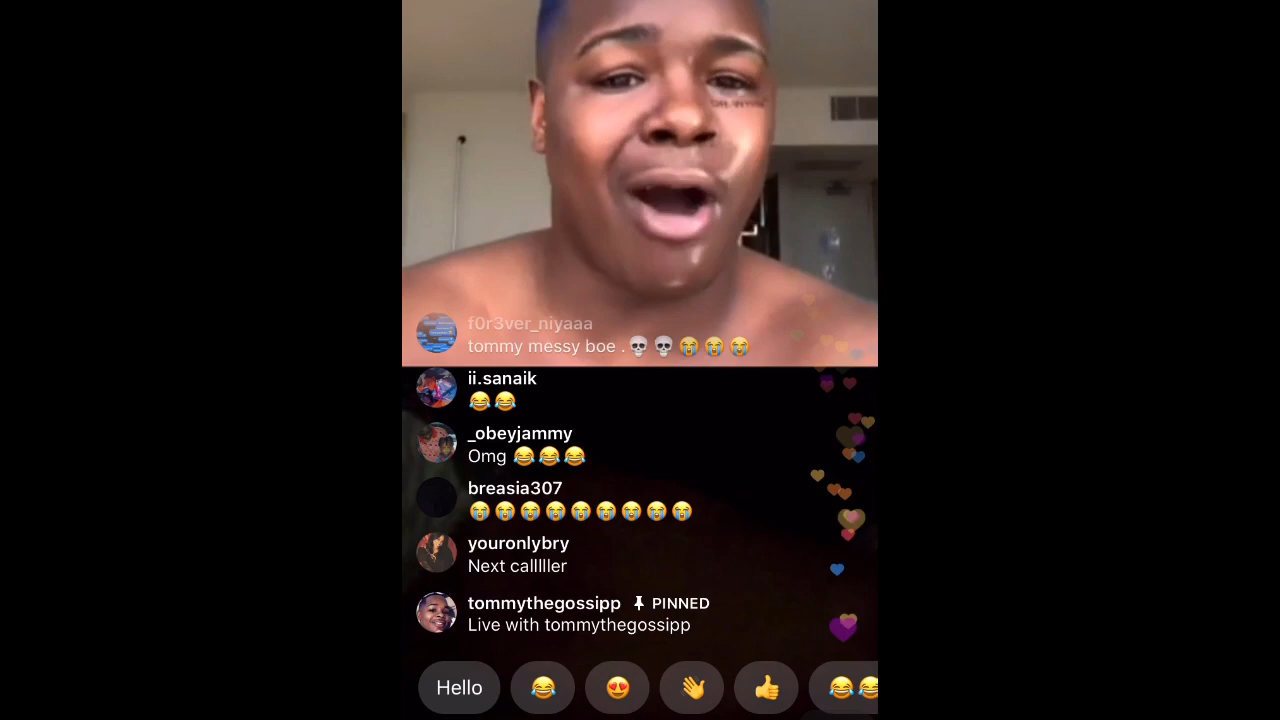 f0r3ver_niyaaa
tommy messy boe . 💀💀😭😭😭
ii.sanaik
😂😂
_obeyjammy
Omg 😂😂😂
breasia307
😭😭😭😭😭😭😭😭😭
youronlybry
Next calllller
tommythegossipp PINNED
Live with tommythegossipp
Hello 😂 😍 👋 👍 😂😂